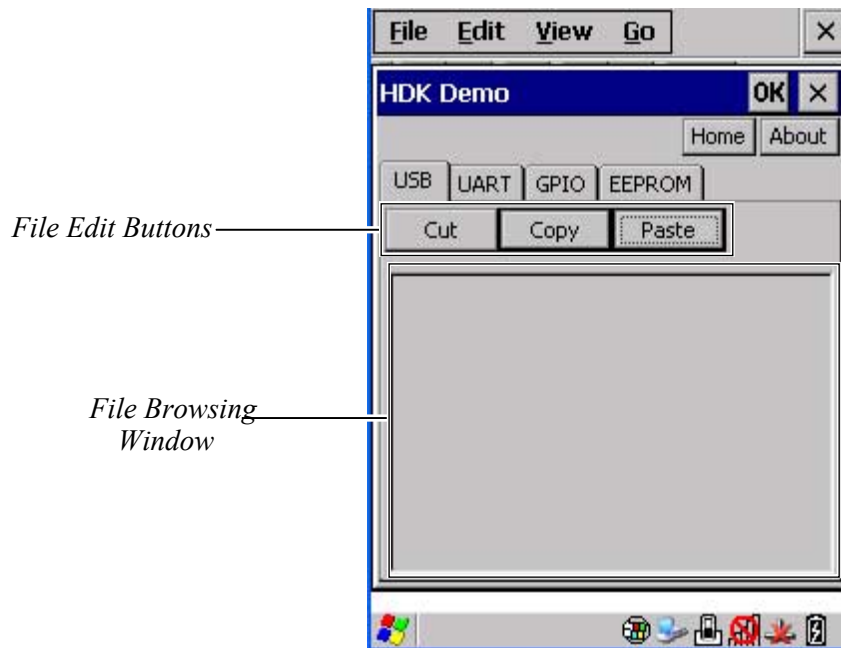 File Edit View Go
HDK Demo OK
Home About
USB UART GPIO EEPROM
File Edit Buttons
Cut Copy Paste
File Browsing
Window